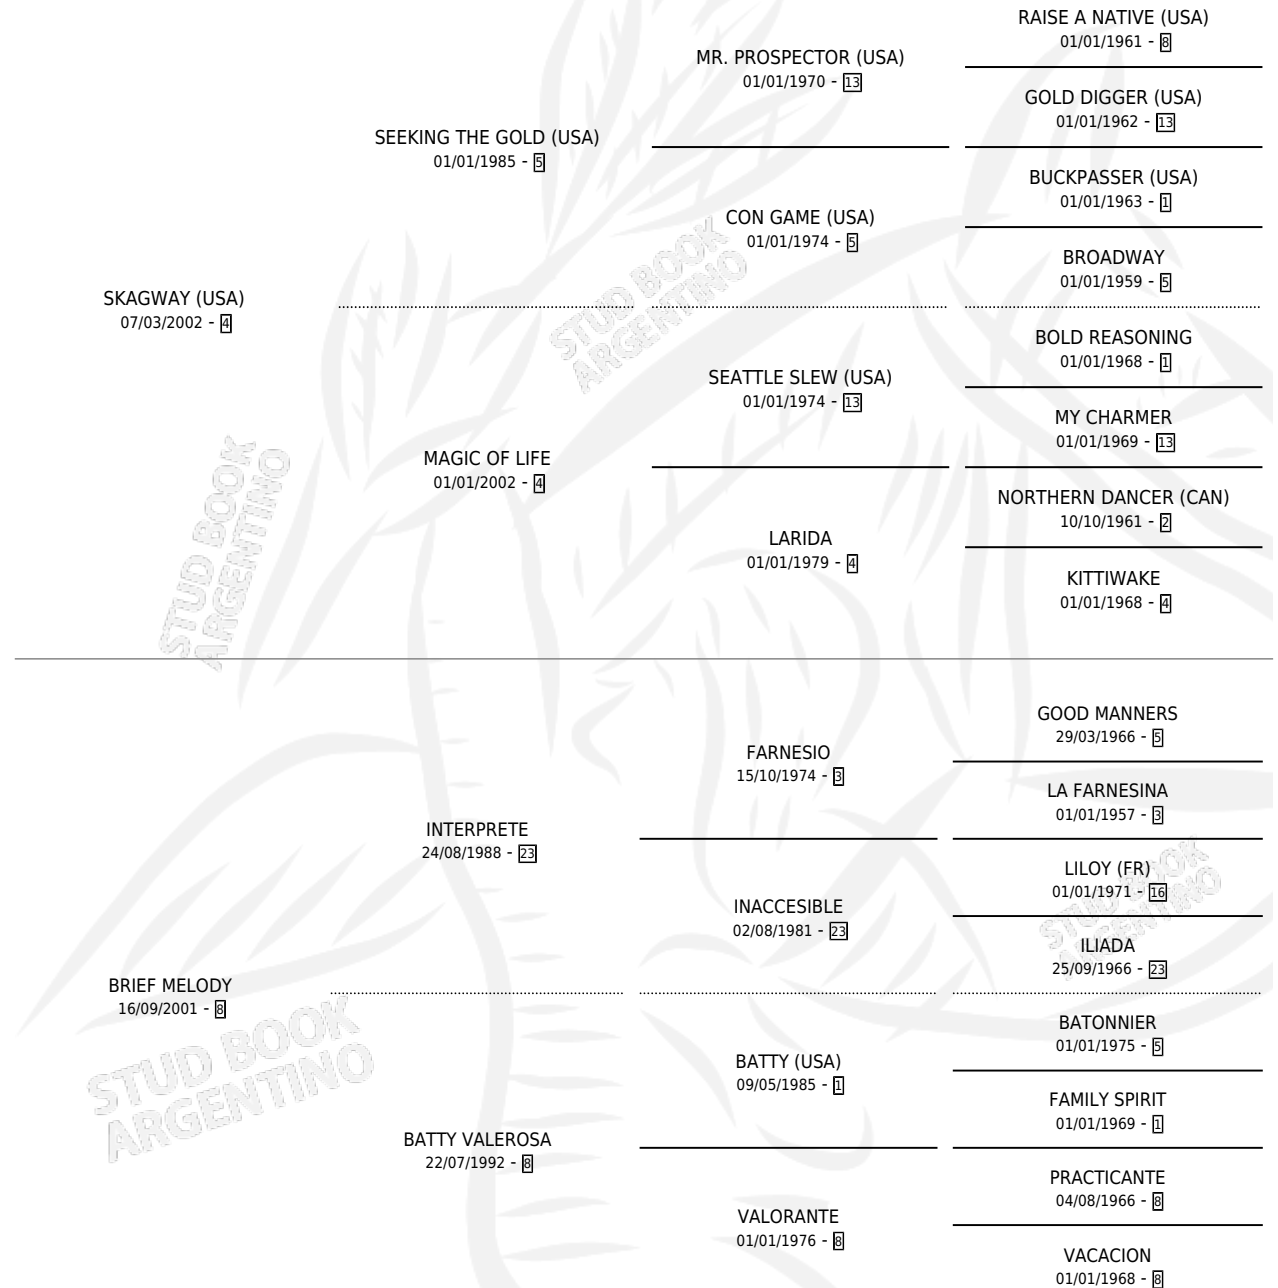 RAISE A NATIVE (USA)
01/01/1961 - 8
MR. PROSPECTOR (USA)
01/01/1970 - 13
GOLD DIGGER (USA)
01/01/1962 - 13
SEEKING THE GOLD (USA)
01/01/1985 - 5
BUCKPASSER (USA)
01/01/1963 - 1
CON GAME (USA)
01/01/1974 - 5
BROADWAY
01/01/1959 - 5
SKAGWAY (USA)
07/03/2002 - 4
BOLD REASONING
01/01/1968 - 1
SEATTLE SLEW (USA)
01/01/1974 - 13
MY CHARMER
01/01/1969 - 13
MAGIC OF LIFE
01/01/2002 - 4
NORTHERN DANCER (CAN)
10/10/1961 - 2
LARIDA
01/01/1979 - 4
KITTIWAKE
01/01/1968 - 4
STUD BOOK
ARGENTINO
STUD BOOK
ARGENTINO
GOOD MANNERS
29/03/1966 - 5
FARNESIO
15/10/1974 - 3
LA FARNESINA
01/01/1957 - 3
INTERPRETE
24/08/1988 - 23
LILOY (FR)
01/01/1971 - 16
INACCESIBLE
02/08/1981 - 23
ILIADA
25/09/1966 - 23
BRIEF MELODY
16/09/2001 - 8
BATONNIER
01/01/1975 - 5
BATTY (USA)
09/05/1985 - 1
FAMILY SPIRIT
01/01/1969 - 1
BATTY VALEROSA
22/07/1992 - 8
PRACTICANTE
04/08/1966 - 8
VALORANTE
01/01/1976 - 8
VACACION
01/01/1968 - 8
STUD BOOK
ARGENTINO
STUD BOOK
ARGENTINO